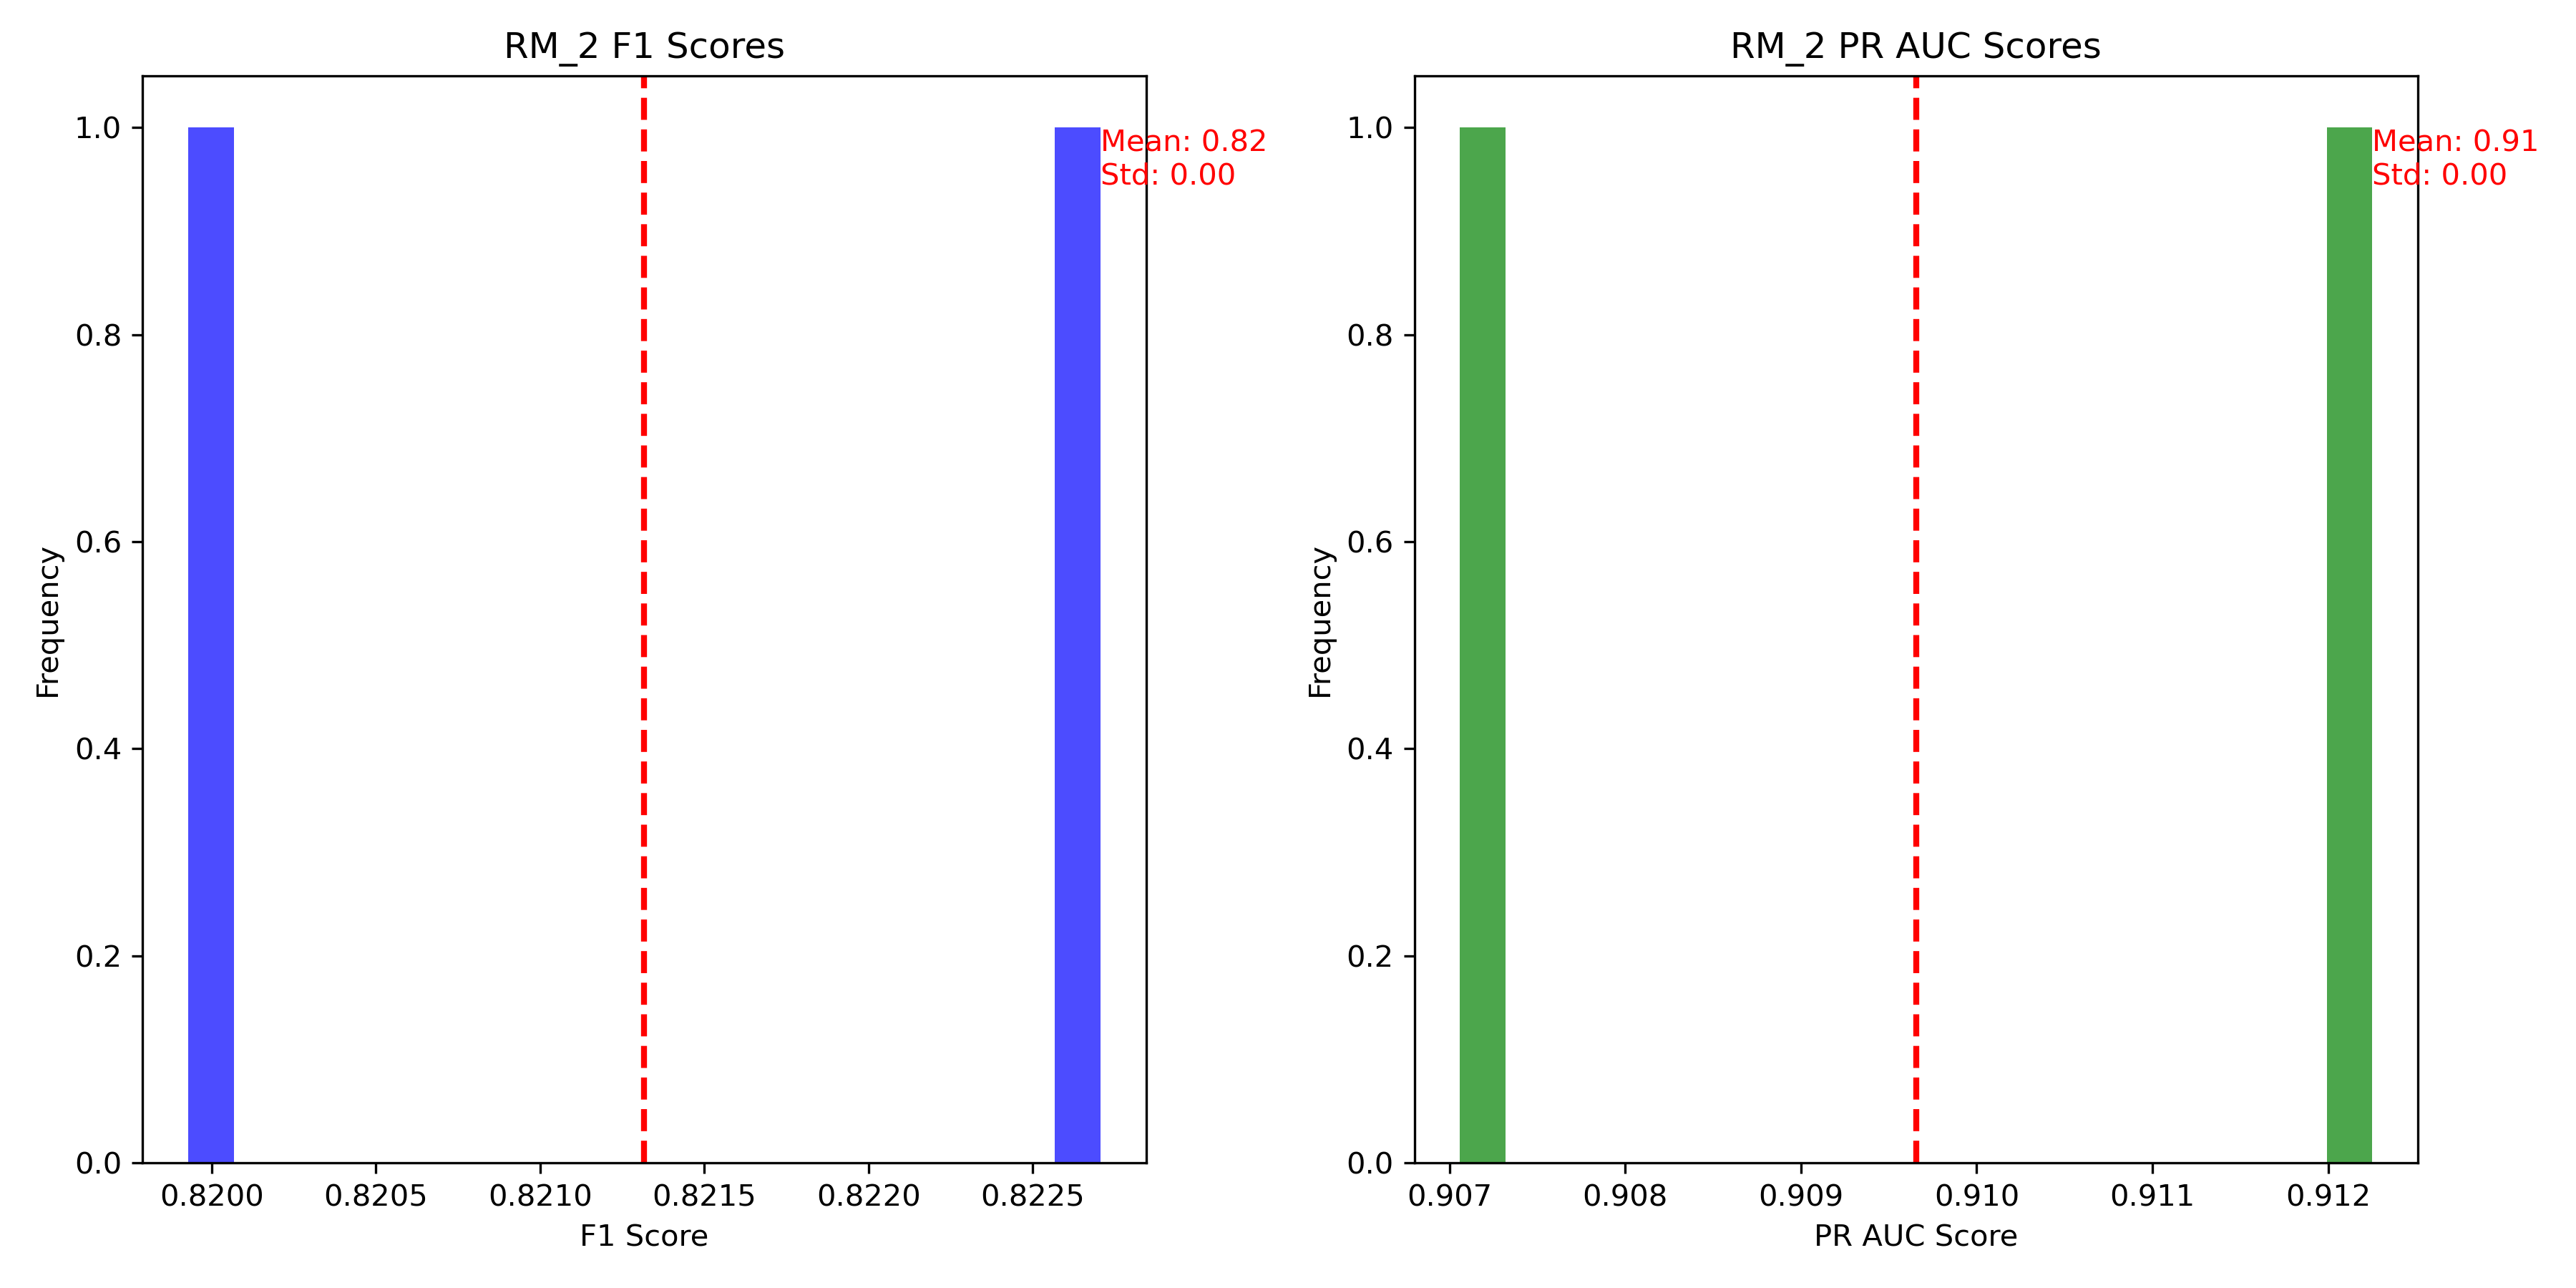 RM_2 F1 Scores
1.0
0.8
0.6
0.4
0.2
0.0
Frequency
Mean: 0.82
Std: 0.00
0.8200 0.8205 0.8210 0.8215 0.8220 0.8225
F1 Score
RM_2 PR AUC Scores
1.0
0.8
0.6
0.4
0.2
0.0
Frequency
Mean: 0.91
Std: 0.00
0.907 0.908 0.909 0.910 0.911 0.912
PR AUC Score